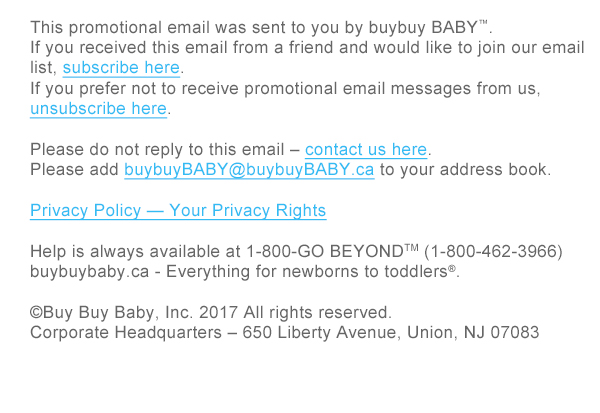 This promotional email was sent to you by buybuy BABY™.
If you received this email from a friend and would like to join our email
list, subscribe here.
If you prefer not to receive promotional email messages from us,
unsubscribe here.
Please do not reply to this email – contact us here.
Please add buybuyBABY@buybuyBABY.ca to your address book.
Privacy Policy — Your Privacy Rights
Help is always available at 1-800-GO BEYOND™ (1-800-462-3966)
buybuybaby.ca - Everything for newborns to toddlers®.
©Buy Buy Baby, Inc. 2017 All rights reserved.
Corporate Headquarters – 650 Liberty Avenue, Union, NJ 07083